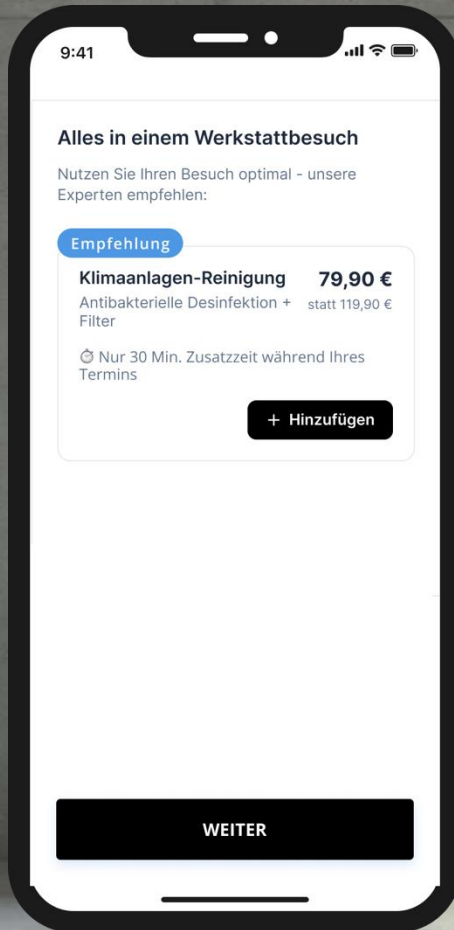 9:41
Alles in einem Werkstattbesuch
Nutzen Sie Ihren Besuch optimal - unsere
Experten empfehlen:
Empfehlung
Klimaanlagen-Reinigung 79,90 €
Antibakterielle Desinfektion + statt 119,90 €
Filter
⏱ Nur 30 Min. Zusatzzeit während Ihres
Termins
+ Hinzufügen
WEITER